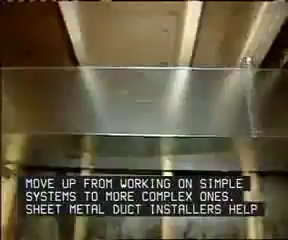 MOVE UP FROM WORKING ON SIMPLE
SYSTEMS TO MORE COMPLEX ONES.
SHEET METAL DUCT INSTALLERS HELP